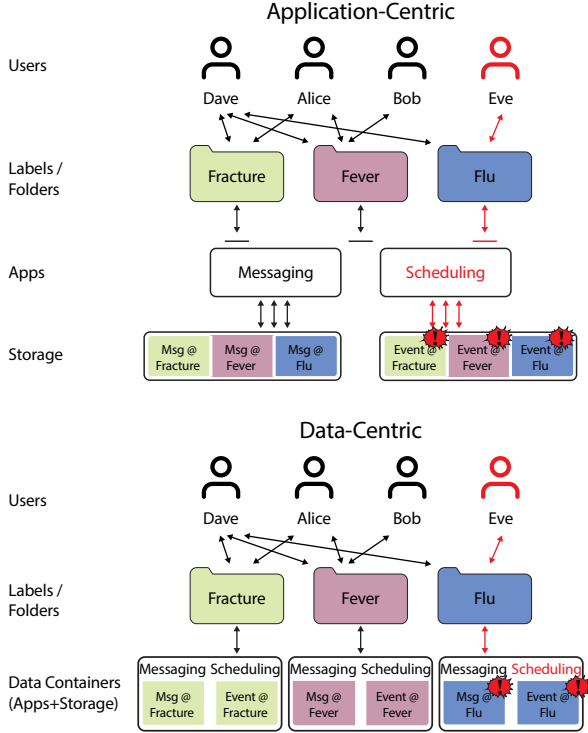 Application-Centric
Users
Dave Alice Bob Eve
Labels /
Folders
Fracture Fever Flu
Apps
Messaging Scheduling
Storage
Msg @ Msg @ Msg @ Event @ Event @ Event @
Fracture Fever Flu Fracture Fever Flu
! ! !
Data-Centric
Users
Dave Alice Bob Eve
Labels /
Folders
Fracture Fever Flu
Data Containers
(Apps+Storage)
Messaging Scheduling Messaging Scheduling Messaging Scheduling
Msg @ Event @ Msg @ Event @ Msg @ Event @
Fracture Fracture Fever Fever Flu Flu
! !